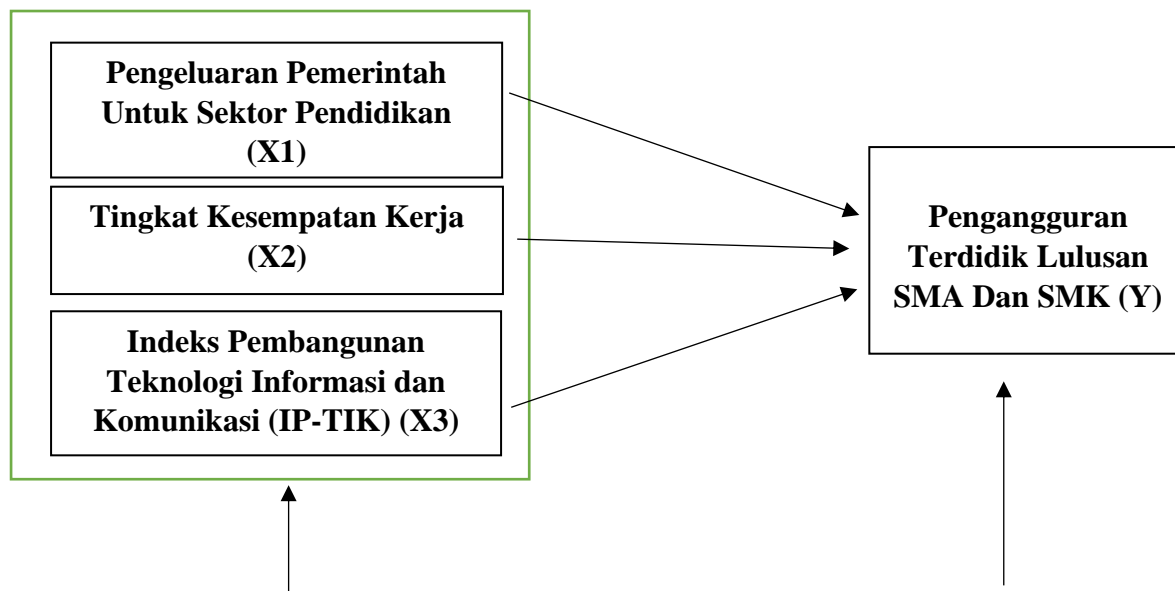 Pengeluaran Pemerintah
Untuk Sektor Pendidikan
(X1)
Tingkat Kesempatan Kerja
(X2)
Indeks Pembangunan
Teknologi Informasi dan
Komunikasi (IP-TIK) (X3)
Pengangguran
Terdidik Lulusan
SMA Dan SMK (Y)